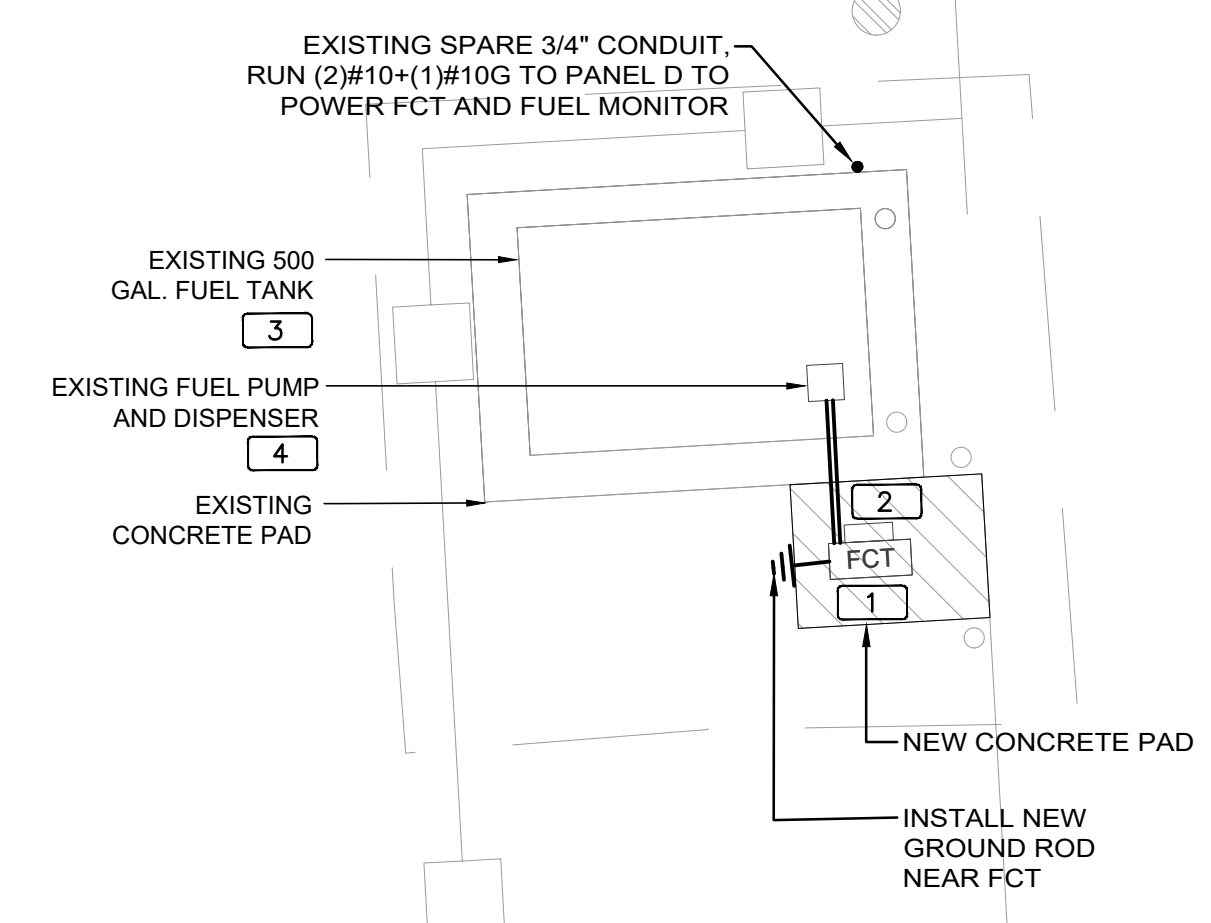 EXISTING SPARE 3/4" CONDUIT,
RUN (2)#10+(1)#10G TO PANEL D TO
POWER FCT AND FUEL MONITOR
EXISTING 500
GAL. FUEL TANK
3
EXISTING FUEL PUMP
AND DISPENSER
4
EXISTING
CONCRETE PAD
2
FCT
1
NEW CONCRETE PAD
INSTALL NEW
GROUND ROD
NEAR FCT